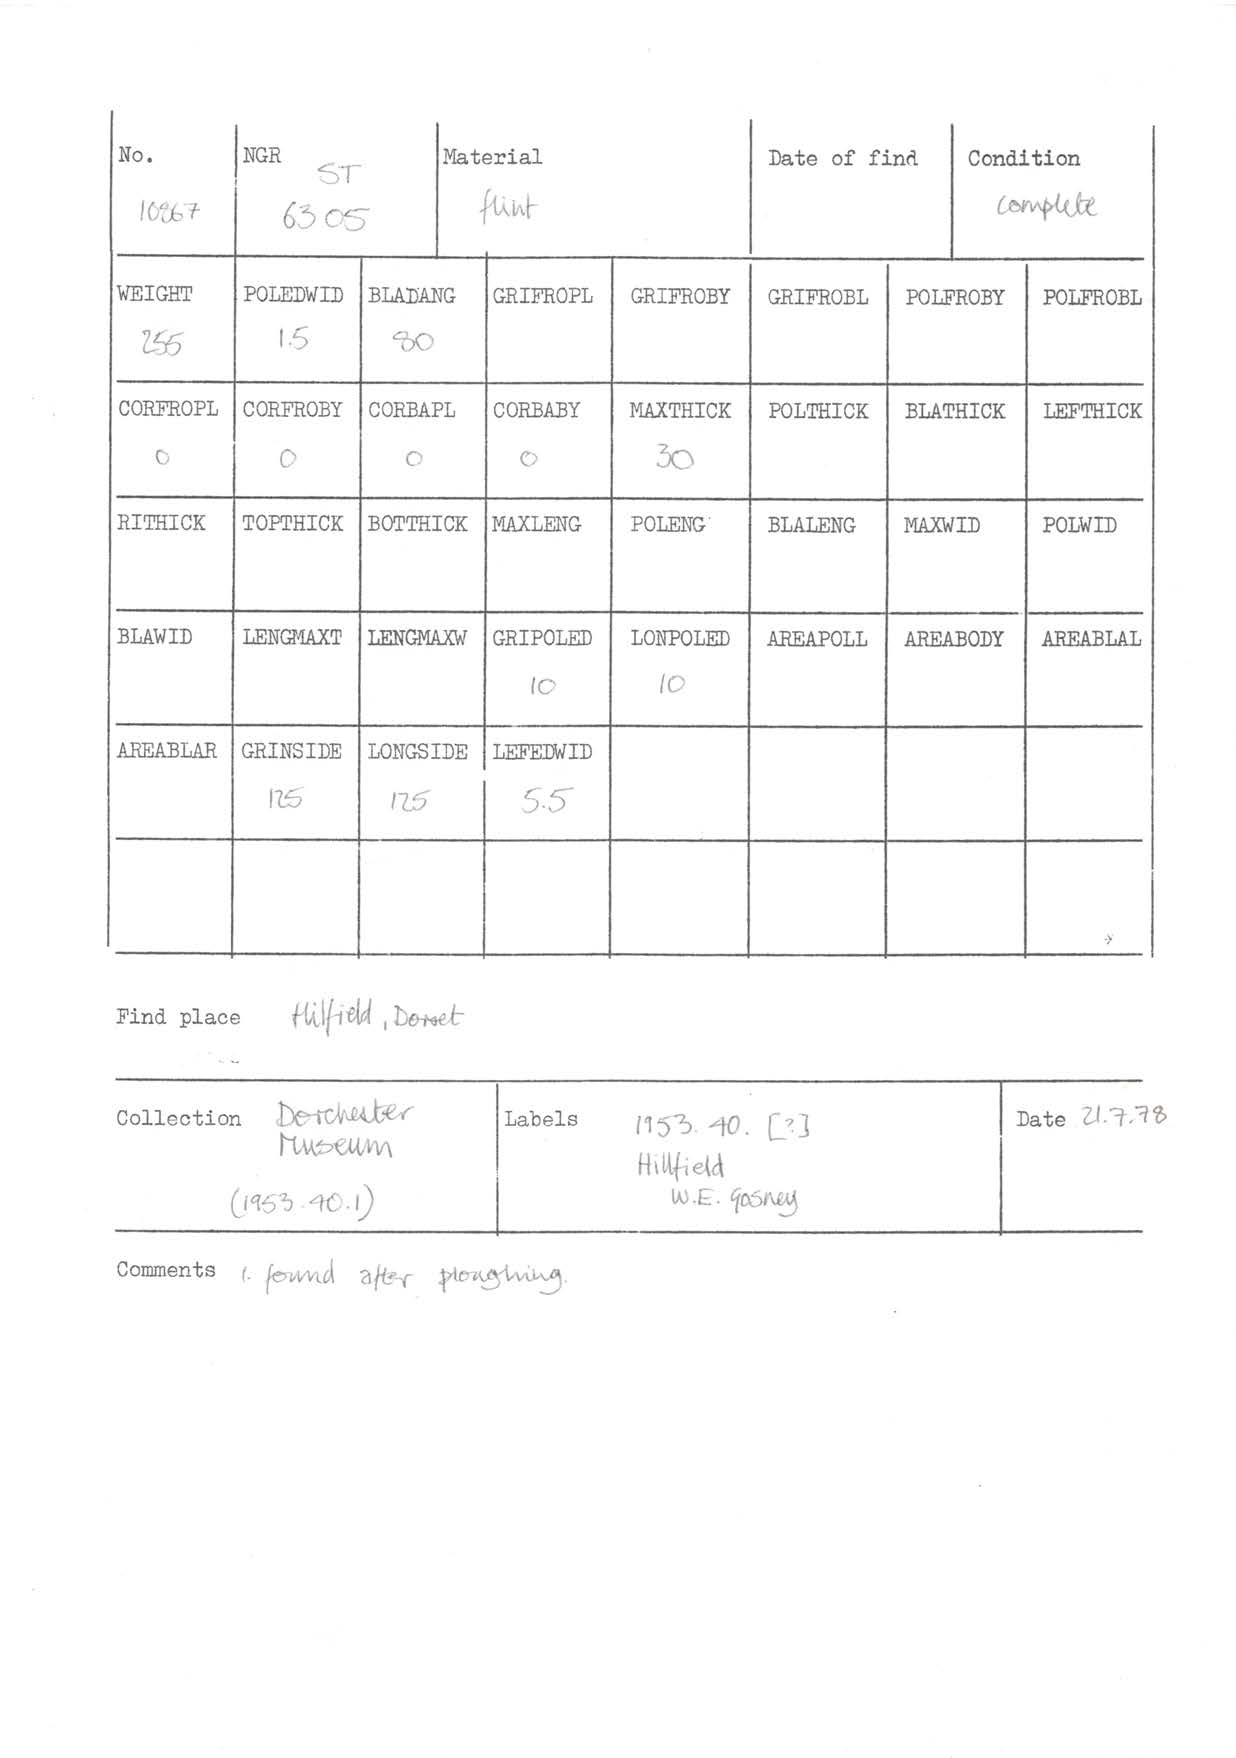 No. NGR Material Date of find Condition
ST
10867 6305 flint complete
WEIGHT POLEDWID BLADANG GRIFROPL GRIFROBY GRIFROBL POLFROBY POLFROBL
255 1.5 80
CORFROPL CORFROBY CORBAPL CORBABY MAXTHICK POLTHICK BLATHICK LEFTHICK
0 0 0 0 30
RITHICK TOPTHICK BOTTHICK MAXLENG POLENG BLALENG MAXWID POLWID
BLAWID LENGMAXT LENGMAXW GRIPOLED LONPOLED AREAPOLL AREABODY AREABLAL
10 10
AREABLAR GRINSIDE LONGSIDE LEFEDWID
125 125 5.5
Find place Hilfield, Dorset
Collection Dorchester Museum (1953.40.1)
Labels 1953.40. [?]
Hillfield
W.E. Gosney
Date 21.7.78
Comments 1. found after ploughing.